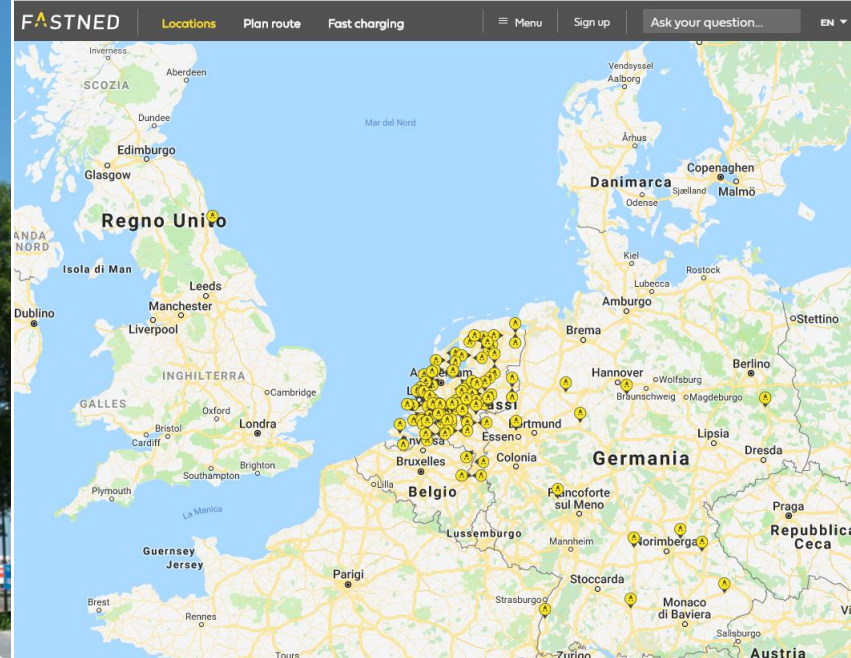 FASTNED
Locations
Plan route
Fast charging
Menu
Sign up
Ask your question...
EN
Inverness
Aberdeen
SCOZIA
Vendsyssel
Aalborg
Dundee
Mar del Nord
Edimburgo
Glasgow
Århus
Copenaghen
Danimarca
Sjælland
Malmö
Odense
Regno Unito
ANDA
NORD
Isola di Man
Kiel
Rostock
Lubecca
Leeds
Amburgo
Manchester
Dublino
Stettino
Liverpool
Brema
Berlino
INGHILTERRA
Hannover
Wolfsburg
Cambridge
Braunschweig
Magdeburgo
GALLES
Oxford
Bristol
Londra
Dortmund
Cardiff
Essen
Lipsia
Brighton
Bruxelles
Colonia
Germania
Dresda
Southampton
Lilla
Plymouth
Belgio
Francoforte
sul Meno
La Manica
Praga
Lussemburgo
Mannheim
Norimberga
Repubblica
Ceca
Guernsey
Jersey
Parigi
Stoccarda
Strasburgo
Monaco
di Baviera
Brest
Rennes
Vi
Salisburgo
Tours
Zurigo
Austria